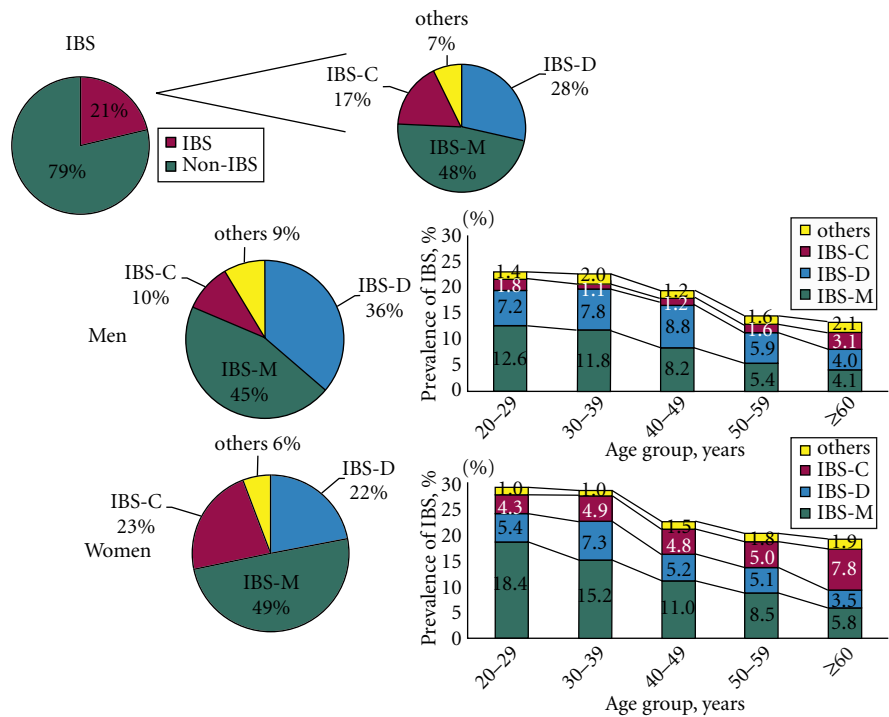 IBS
21%
79%
IBS
Non-IBS
others
7%
IBS-C
17%
IBS-D
28%
IBS-M
48%
Men
others 9%
IBS-C
10%
IBS-D
36%
IBS-M
45%
(%)
Prevalence of IBS, %
30
25
20
15
10
5
0
1.4
1.8
7.2
12.6
2.0
1.1
7.8
11.8
1.2
1.2
8.8
8.2
1.6
1.6
5.9
5.4
2.1
3.1
4.0
4.1
20–29
30–39
40–49
50–59
≥60
Age group, years
others
IBS-C
IBS-D
IBS-M
Women
others 6%
IBS-C
23%
IBS-D
22%
IBS-M
49%
(%)
Prevalence of IBS, %
30
25
20
15
10
5
0
1.0
4.3
5.4
18.4
1.0
4.9
7.3
15.2
1.5
4.8
5.2
11.0
1.8
5.0
5.1
8.5
1.9
7.8
3.5
5.8
20–29
30–39
40–49
50–59
≥60
Age group, years
others
IBS-C
IBS-D
IBS-M